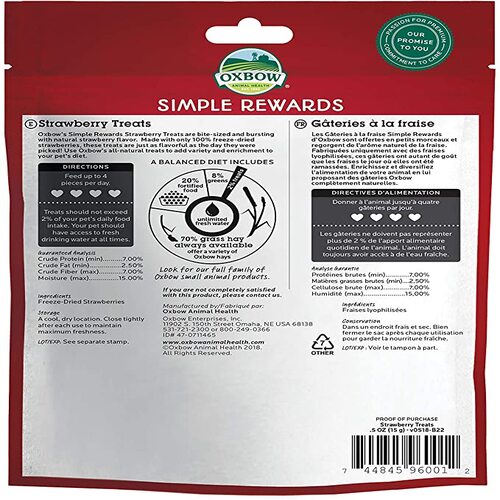 OXBOW
ANIMAL HEALTH
PASSION FOR PREMIUM
OUR
PROMISE
TO YOU
COMMITMENT TO CARE
SIMPLE REWARDS
E Strawberry Treats
Oxbow's Simple Rewards Strawberry Treats are bite-sized and bursting
with natural strawberry flavor. Made with only 100% freeze-dried
strawberries, these treats are just as flavorful as the day they were
picked! Use Oxbow's all-natural treats to add variety and enrichment to
your pet's diet.
DIRECTIONS
Feed up to 4
pieces per day.
Treats should not exceed
2% of your pet's daily food
intake. Your pet should
have access to fresh
drinking water at all times.
Guaranteed Analysis
Crude Protein (min).............7.00%
Crude Fat (min)....................2.50%
Crude Fiber (max)................7.00%
Moisture (max)...................15.00%
Ingredients
Freeze-Dried Strawberries
Storage
A cool, dry location. Close tightly
after each use to maintain
maximum freshness.
LOT/EXP: See separate stamp.
A BALANCED DIET INCLUDES
20%
fortified
food
8%
greens
2% treats
unlimited
fresh water
70% grass hay
always available
offer a variety of
Oxbow hays
Look for our full family of
Oxbow small animal products.
If you are not completely satisfied
with this product, please contact us.
Manufactured by/Fabriqué par:
Oxbow Animal Health
Oxbow Enterprises, Inc.
11902 S. 150th Street Omaha, NE USA 68138
531-721-2300 or 800-249-0366
ID# 47-0711465
www.oxbowanimalhealth.com
©Oxbow Animal Health 2018.
All Rights Reserved.
FR Gâteries à la fraise
Les Gâteries à la fraise Simple Rewards
d'Oxbow sont offertes en petits morceaux et
regorgent de l'arôme naturel de la fraise.
Fabriquées uniquement avec des fraises
lyophilisées, ces gâteries ont autant de goût
que les fraises le jour où elles ont été
ramassées. Enrichissez et diversifiez
l'alimentation de votre animal en lui
proposant des gâteries Oxbow
complètement naturelles.
DIRECTIVES D'ALIMENTATION
Donner à l'animal jusqu'à quatre
gâteries par jour.
Les gâteries ne doivent pas représenter
plus de 2 % de l'apport alimentaire
quotidien de l'animal. L'animal doit
toujours avoir accès à de l'eau fraîche.
Analyse Garantie
Protéines brutes (min)..............7.00%
Matières grasses brutes (min)...2.50%
Cellulose brute (max)...............7.00%
Humidité (max).......................15.00%
Ingrédients
Fraises lyophilisées
Conservation
Dans un endroit frais et sec. Bien
fermer le sac après chaque utilisation
pour garder la nourriture fraîche.
LOT/EXP : Voir le tampon à part.
7
OTHER
PROOF OF PURCHASE
Strawberry Treats
.5 OZ (15 g) - v0518-B22
7 44845 96001 2